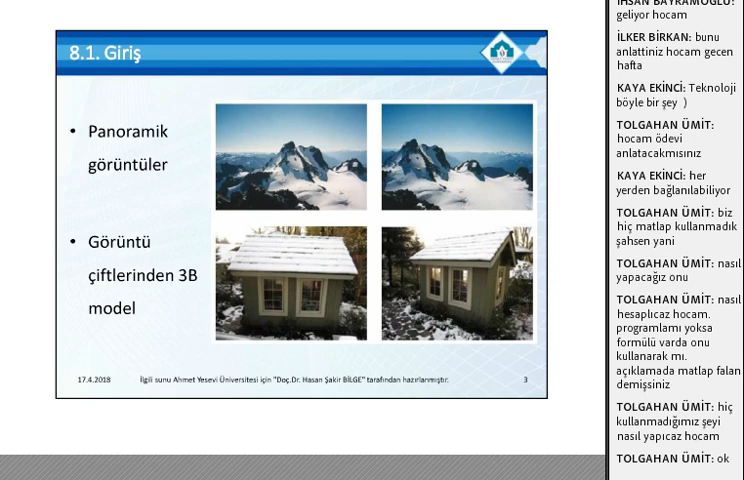 8.1. Giriş
• Panoramik
görüntüler
• Görüntü
çiftlerinden 3B
model
17.4.2018
İlgili sunu Ahmet Yesevi Üniversitesi için "Doç.Dr. Hasan Şakir BİLGE" tarafından hazırlanmıştır.
3
İHSAN BAYRAMOĞLU:
geliyor hocam
İLKER BİRKAN: bunu
anlattiniz hocam gecen
hafta
KAYA EKİNCİ: Teknoloji
böyle bir şey )
TOLGAHAN ÜMİT:
hocam ödevi
anlatacakmısınız
KAYA EKİNCİ: her
yerden bağlanılabiliyor
TOLGAHAN ÜMİT: biz
hiç matlap kullanmadık
şahsen yani
TOLGAHAN ÜMİT: nasıl
yapacağız onu
TOLGAHAN ÜMİT: nasıl
hesaplıcaz hocam.
programlamı yoksa
formülü varda onu
kullanarak mı.
açıklamada matlap falan
demişsiniz
TOLGAHAN ÜMİT: hiç
kullanmadığımız şeyi
nasıl yapıcaz hocam
TOLGAHAN ÜMİT: ok